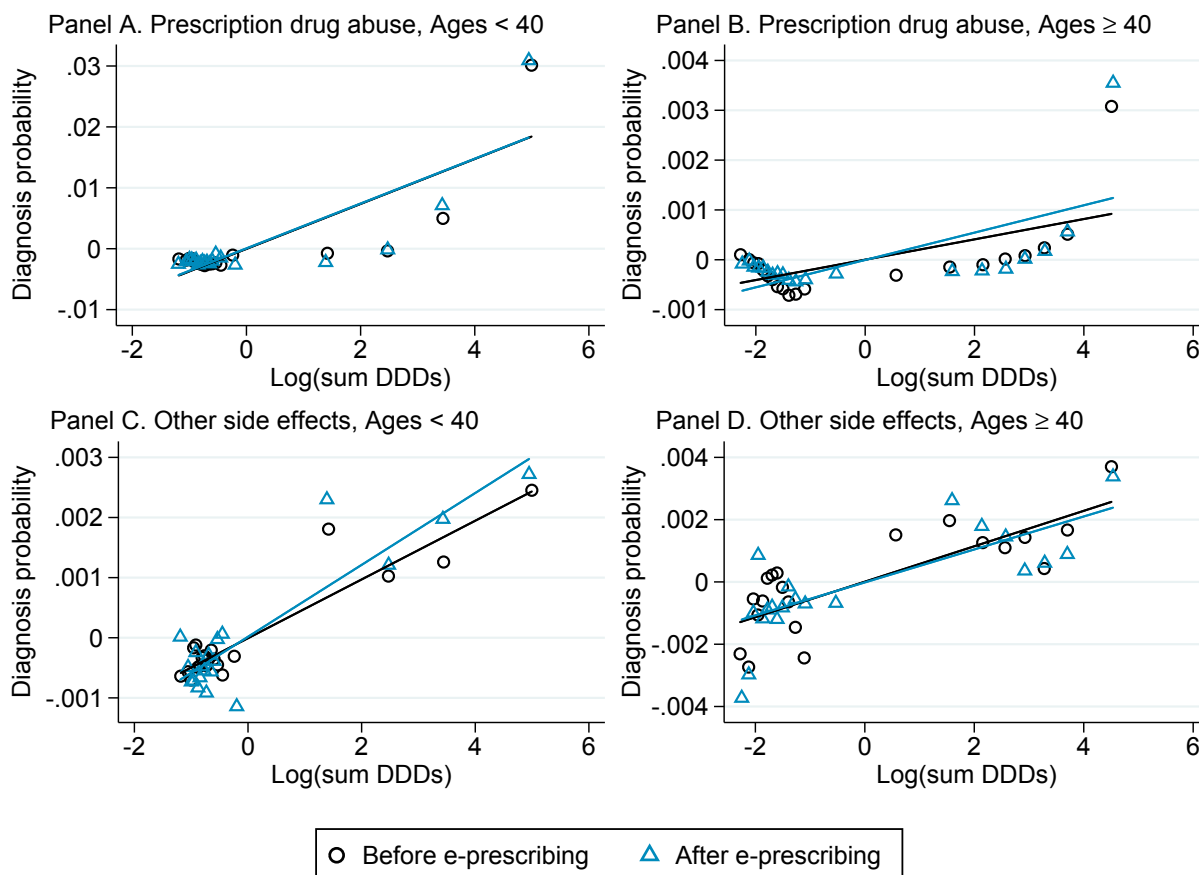 Panel A. Prescription drug abuse, Ages < 40
Diagnosis probability
.03
.02
.01
0
-.01
-2 0 2 4 6
Log(sum DDDs)
Panel B. Prescription drug abuse, Ages ≥ 40
Diagnosis probability
.004
.003
.002
.001
0
-.001
-2 0 2 4 6
Log(sum DDDs)
Panel C. Other side effects, Ages < 40
Diagnosis probability
.003
.002
.001
0
-.001
-2 0 2 4 6
Log(sum DDDs)
Panel D. Other side effects, Ages ≥ 40
Diagnosis probability
.004
.002
0
-.002
-.004
-2 0 2 4 6
Log(sum DDDs)
Before e-prescribing After e-prescribing